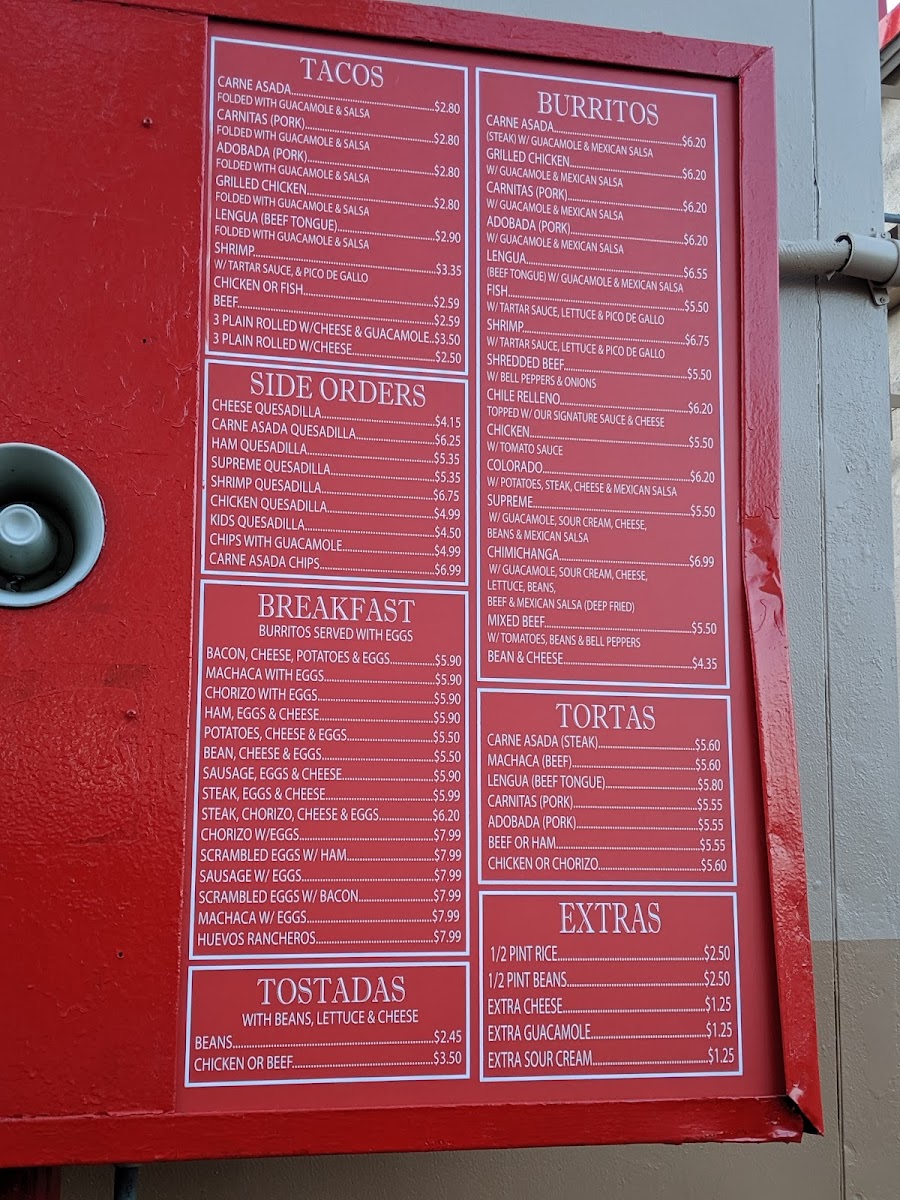 TACOS
CARNE ASADA...$2.80
FOLDED WITH GUACAMOLE & SALSA
CARNITAS (PORK)...$2.80
FOLDED WITH GUACAMOLE & SALSA
ADOBADA (PORK)...$2.80
FOLDED WITH GUACAMOLE & SALSA
GRILLED CHICKEN...$2.80
FOLDED WITH GUACAMOLE & SALSA
LENGUA (BEEF TONGUE)...$2.90
FOLDED WITH GUACAMOLE & SALSA
SHRIMP...$3.35
W/ TARTAR SAUCE, & PICO DE GALLO
CHICKEN OR FISH...$2.59
BEEF...$2.59
3 PLAIN ROLLED W/CHEESE & GUACAMOLE..$3.50
3 PLAIN ROLLED W/CHEESE...$2.50
SIDE ORDERS
CHEESE QUESADILLA...$4.15
CARNE ASADA QUESADILLA...$6.25
HAM QUESADILLA...$5.35
SUPREME QUESADILLA...$5.35
SHRIMP QUESADILLA...$6.75
CHICKEN QUESADILLA...$4.99
KIDS QUESADILLA...$4.50
CHIPS WITH GUACAMOLE...$4.99
CARNE ASADA CHIPS...$6.99
BREAKFAST
BURRITOS SERVED WITH EGGS
BACON, CHEESE, POTATOES & EGGS...$5.90
MACHACA WITH EGGS...$5.90
CHORIZO WITH EGGS...$5.90
HAM, EGGS & CHEESE...$5.90
POTATOES, CHEESE & EGGS...$5.50
BEAN, CHEESE & EGGS...$5.50
SAUSAGE, EGGS & CHEESE...$5.90
STEAK, EGGS & CHEESE...$5.99
STEAK, CHORIZO, CHEESE & EGGS...$6.20
CHORIZO W/EGGS...$7.99
SCRAMBLED EGGS W/ HAM...$7.99
SAUSAGE W/ EGGS...$7.99
SCRAMBLED EGGS W/ BACON...$7.99
MACHACA W/ EGGS...$7.99
HUEVOS RANCHEROS...$7.99
TOSTADAS
WITH BEANS, LETTUCE & CHEESE
BEANS...$2.45
CHICKEN OR BEEF...$3.50
BURRITOS
CARNE ASADA...$6.20
(STEAK) W/ GUACAMOLE & MEXICAN SALSA
GRILLED CHICKEN...$6.20
W/ GUACAMOLE & MEXICAN SALSA
CARNITAS (PORK)...$6.20
W/ GUACAMOLE & MEXICAN SALSA
ADOBADA (PORK)...$6.20
W/ GUACAMOLE & MEXICAN SALSA
LENGUA...$6.55
(BEEF TONGUE) W/ GUACAMOLE & MEXICAN SALSA
FISH...$5.50
W/ TARTAR SAUCE, LETTUCE & PICO DE GALLO
SHRIMP...$6.75
W/ TARTAR SAUCE, LETTUCE & PICO DE GALLO
SHREDDED BEEF...$5.50
W/ BELL PEPPERS & ONIONS
CHILE RELLENO...$6.20
TOPPED W/ OUR SIGNATURE SAUCE & CHEESE
CHICKEN...$5.50
W/ TOMATO SAUCE
COLORADO...$6.20
W/ POTATOES, STEAK, CHEESE & MEXICAN SALSA
SUPREME...$5.50
W/ GUACAMOLE, SOUR CREAM, CHEESE,
BEANS & MEXICAN SALSA
CHIMICHANGA...$6.99
W/ GUACAMOLE, SOUR CREAM, CHEESE,
LETTUCE, BEANS,
BEEF & MEXICAN SALSA (DEEP FRIED)
MIXED BEEF...$5.50
W/ TOMATOES, BEANS & BELL PEPPERS
BEAN & CHEESE...$4.35
TORTAS
CARNE ASADA (STEAK)...$5.60
MACHACA (BEEF)...$5.60
LENGUA (BEEF TONGUE)...$5.80
CARNITAS (PORK)...$5.55
ADOBADA (PORK)...$5.55
BEEF OR HAM...$5.55
CHICKEN OR CHORIZO...$5.60
EXTRAS
1/2 PINT RICE...$2.50
1/2 PINT BEANS...$2.50
EXTRA CHEESE...$1.25
EXTRA GUACAMOLE...$1.25
EXTRA SOUR CREAM...$1.25